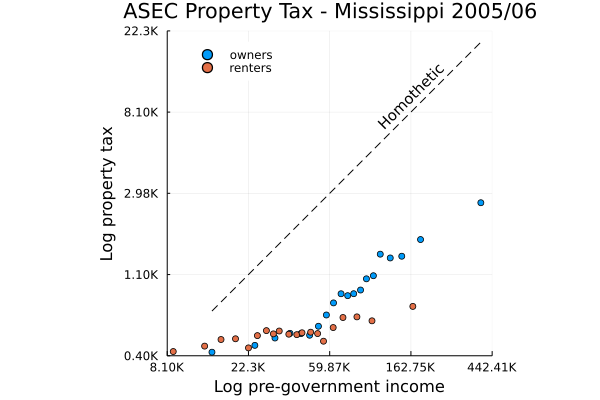 ASEC Property Tax - Mississippi 2005/06
22.3K
owners
renters
Homothetic
8.10K
2.98K
1.10K
0.40K
Log property tax
8.10K 22.3K 59.87K 162.75K 442.41K
Log pre-government income